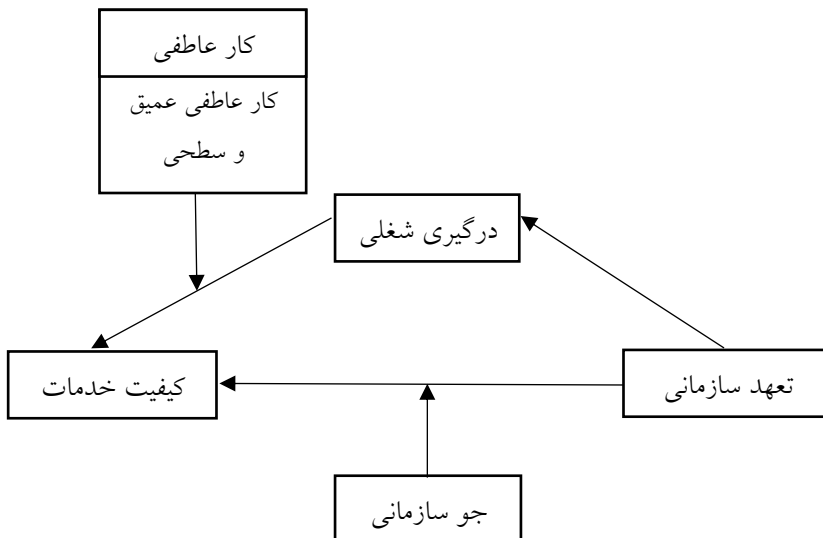 کار عاطفی
کار عاطفی عمیق
و سطحی
درگیری شغلی
تعهد سازمانی
کیفیت خدمات
جو سازمانی